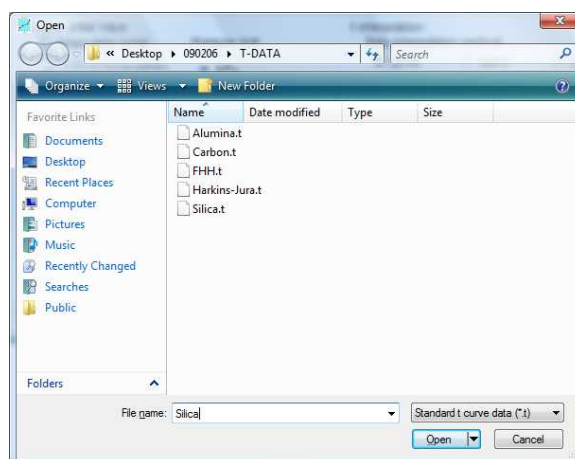 Open
« Desktop ▸ 090206 ▸ T-DATA
Search
Organize Views New Folder
Favorite Links
Documents
Desktop
Recent Places
Computer
Pictures
Music
Recently Changed
Searches
Public
Folders
Name Date modified Type Size
Alumina.t
Carbon.t
FHH.t
Harkins-Jura.t
Silica.t
File name: Silica
Standard t curve data (*.t)
Open Cancel